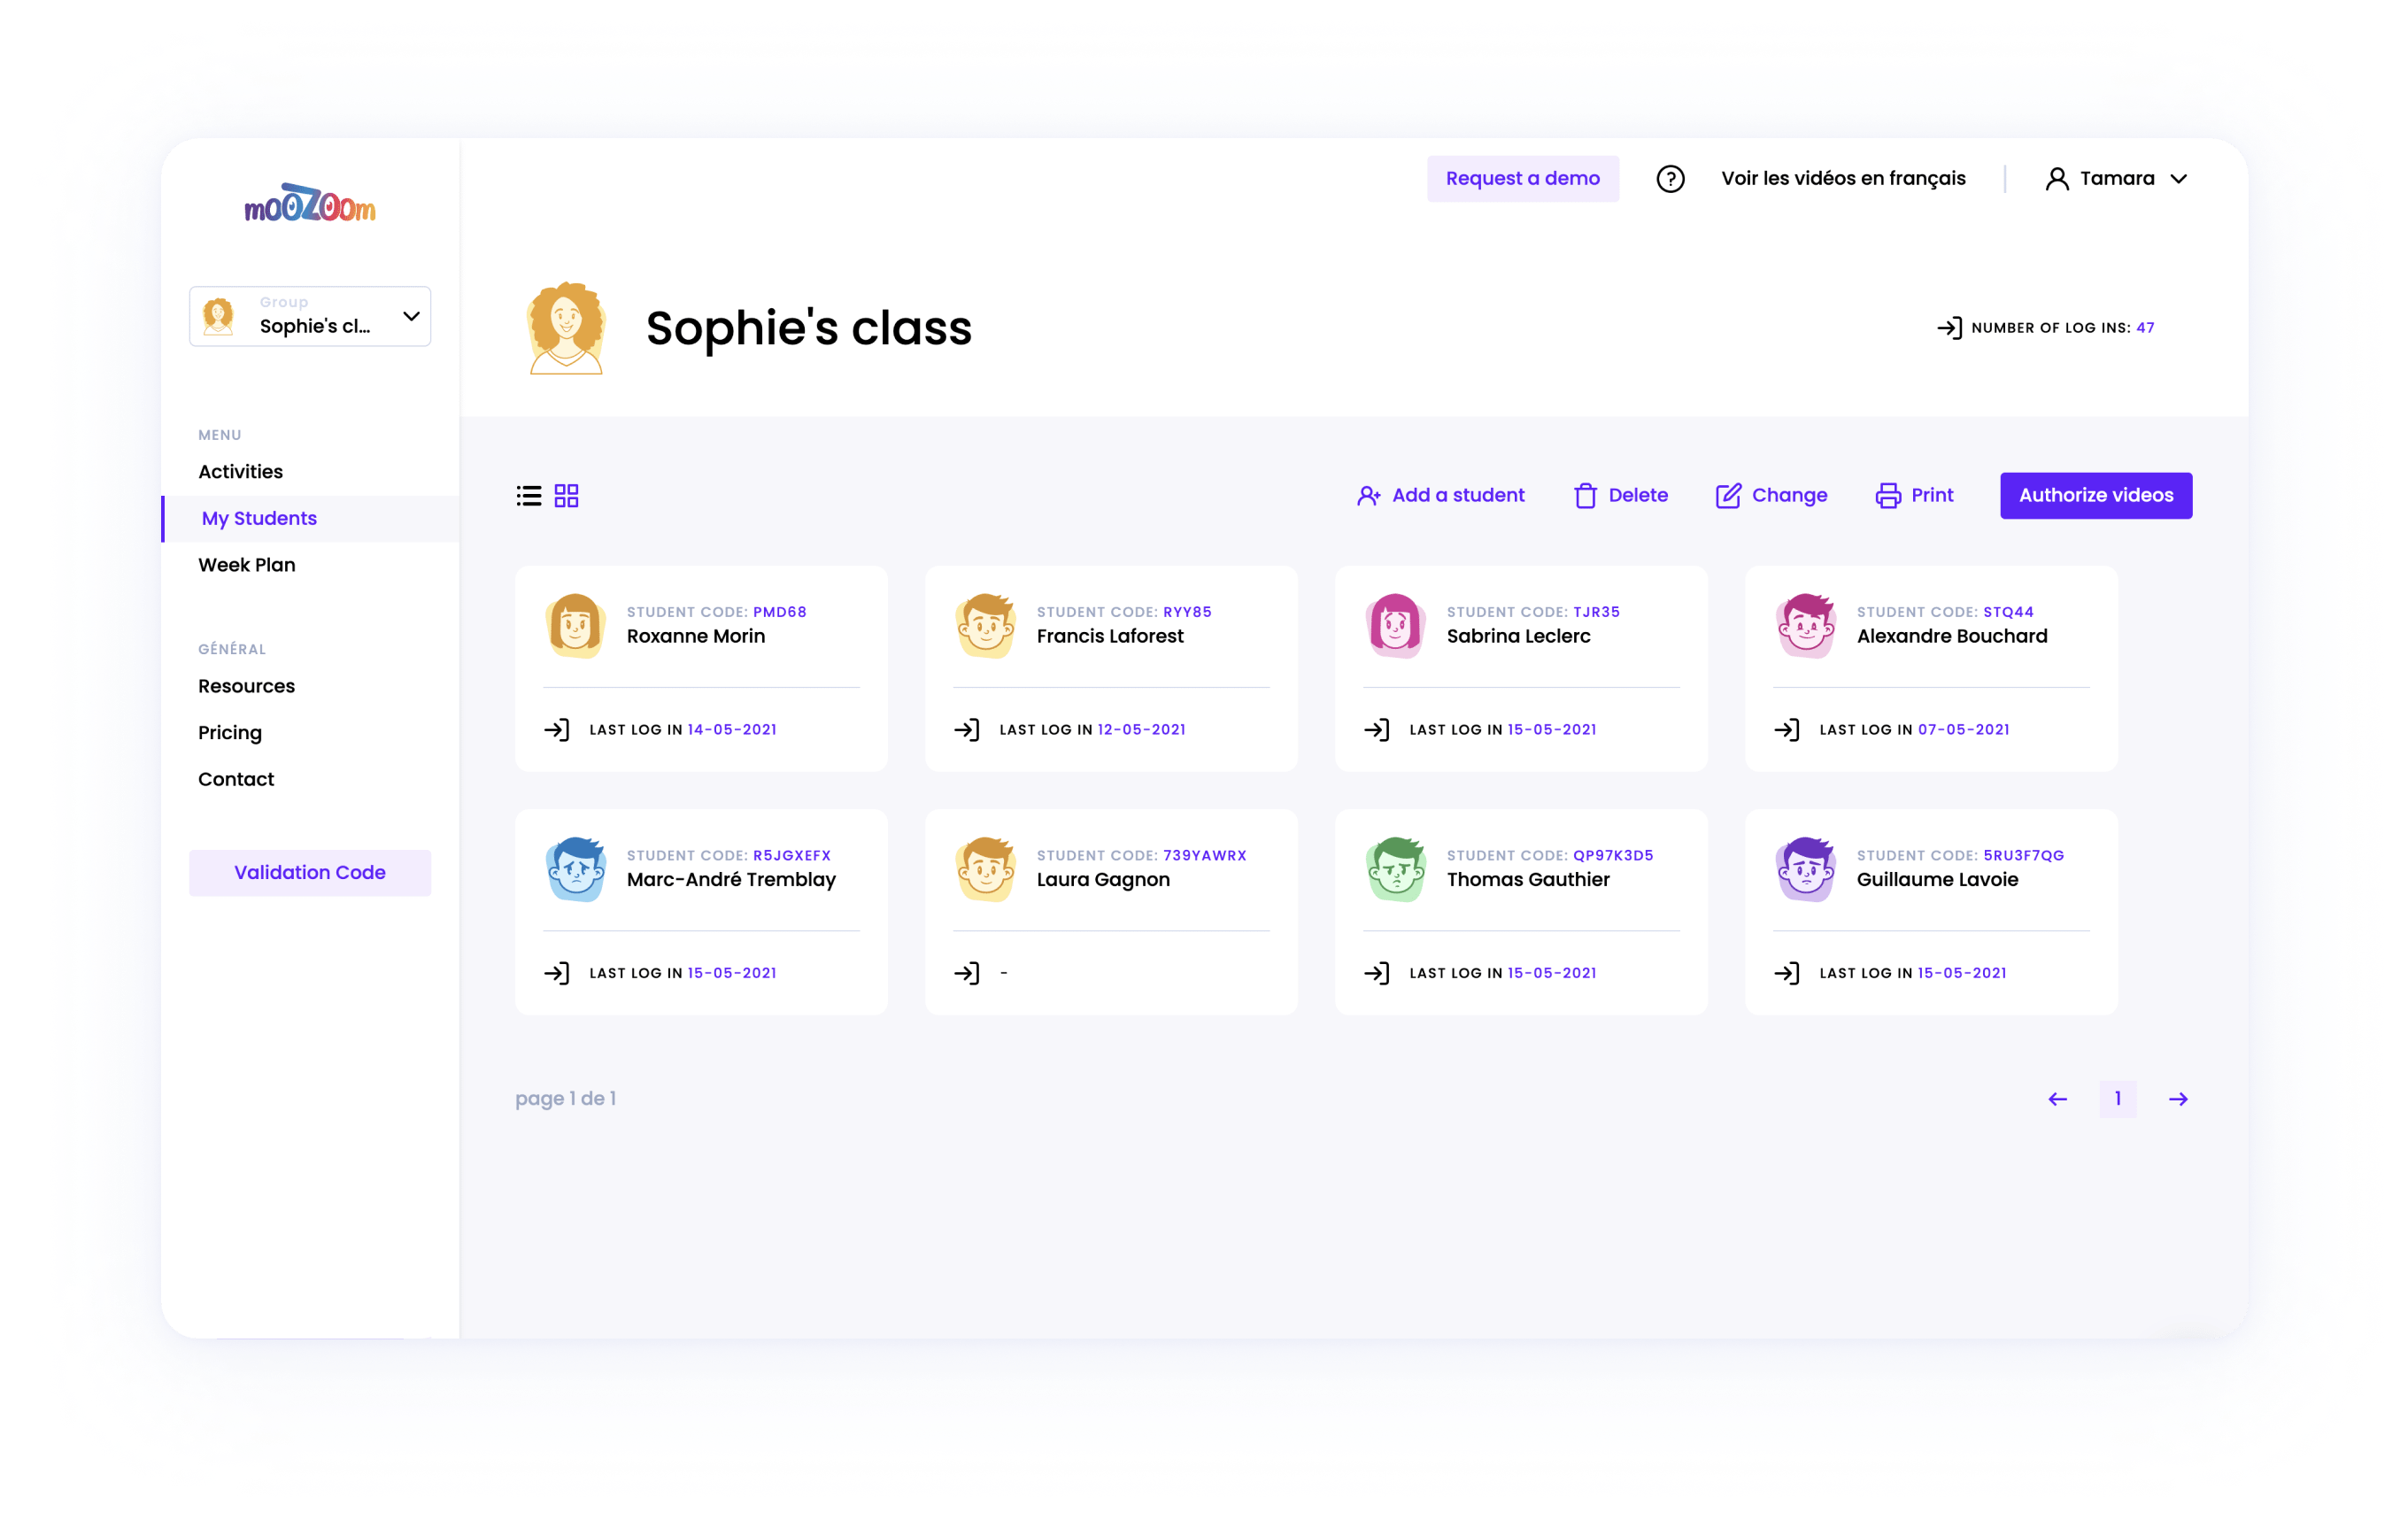 mooZoom
Request a demo
Voir les vidéos en français
Tamara
Group
Sophie's cl...
Sophie's class
NUMBER OF LOG INS: 47
MENU
Activities
My Students
Week Plan
GÉNÉRAL
Resources
Pricing
Contact
Validation Code
Add a student
Delete
Change
Print
Authorize videos
STUDENT CODE: PMD68
Roxanne Morin
LAST LOG IN 14-05-2021
STUDENT CODE: RYY85
Francis Laforest
LAST LOG IN 12-05-2021
STUDENT CODE: TJR35
Sabrina Leclerc
LAST LOG IN 15-05-2021
STUDENT CODE: STQ44
Alexandre Bouchard
LAST LOG IN 07-05-2021
STUDENT CODE: R5JGXEFX
Marc-André Tremblay
LAST LOG IN 15-05-2021
STUDENT CODE: 739YAWRX
Laura Gagnon
-
STUDENT CODE: QP97K3D5
Thomas Gauthier
LAST LOG IN 15-05-2021
STUDENT CODE: 5RU3F7QG
Guillaume Lavoie
LAST LOG IN 15-05-2021
page 1 de 1
1